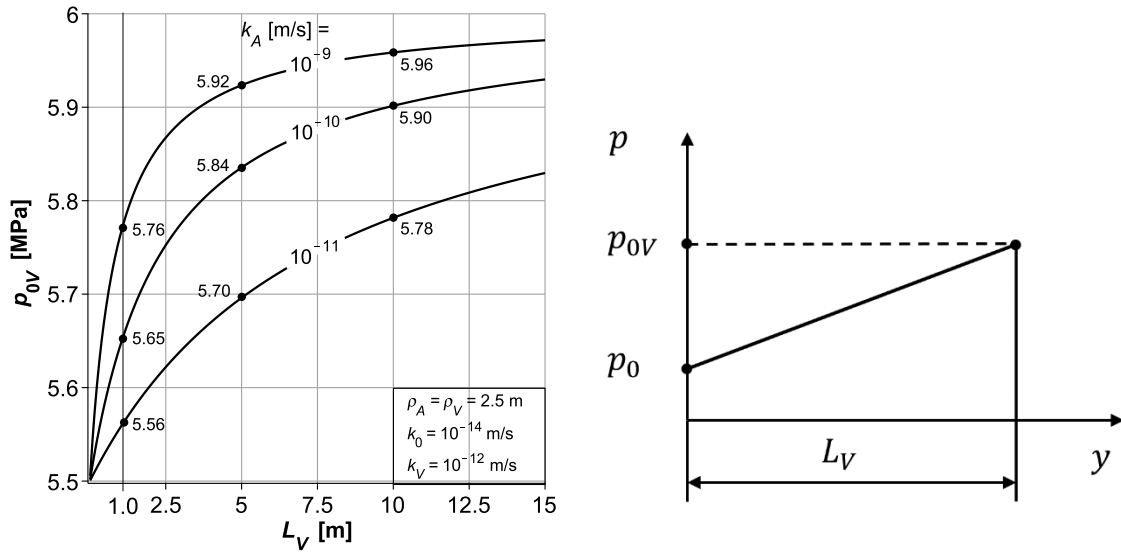 6
5.9
5.8
5.7
5.6
5.5
p0V [MPa]
kA [m/s] =
10−9
10−10
10−11
5.92
5.96
5.76
5.84
5.90
5.65
5.70
5.78
5.56
ρA = ρV = 2.5 m
k0 = 10−14 m/s
kV = 10−12 m/s
1.0 2.5 5 7.5 10 12.5 15
LV [m]
p
p0V
p0
LV
y